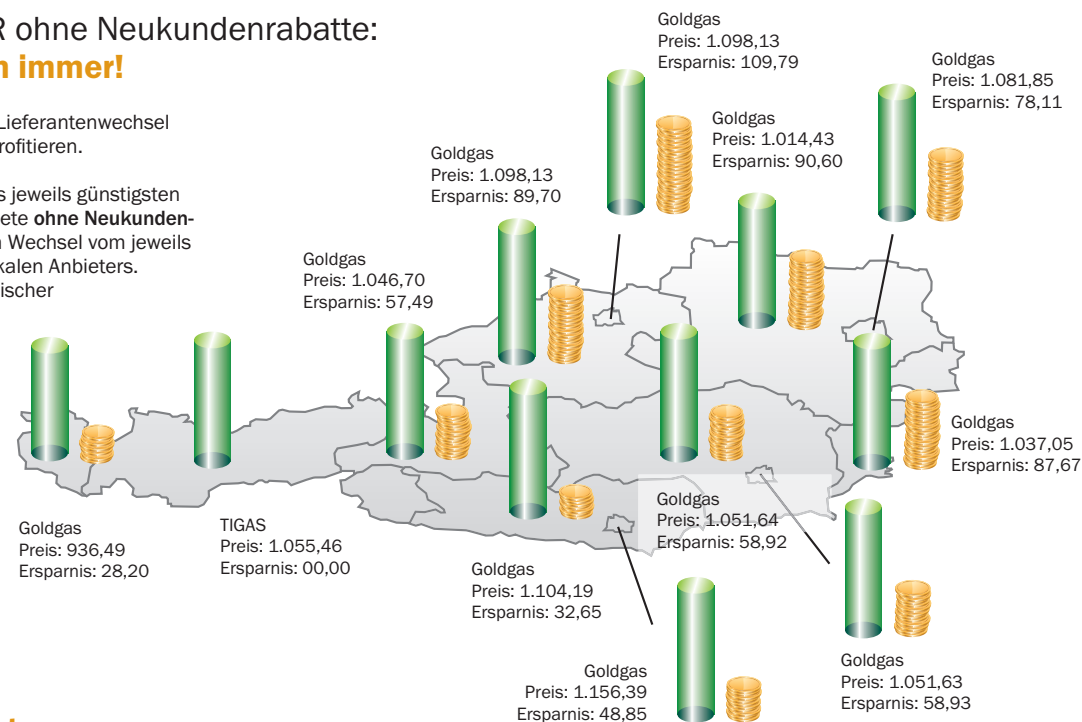 R ohne Neukundenrabatte:
immer!
Lieferantenwechsel
rofitieren.
s jeweils günstigsten
ete ohne Neukunden-
Wechsel vom jeweils
kalen Anbieters.
ischer
Goldgas
Preis: 1.098,13
Ersparnis: 109,79
Goldgas
Preis: 1.081,85
Ersparnis: 78,11
Goldgas
Preis: 1.014,43
Ersparnis: 90,60
Goldgas
Preis: 1.098,13
Ersparnis: 89,70
Goldgas
Preis: 1.046,70
Ersparnis: 57,49
Goldgas
Preis: 1.037,05
Ersparnis: 87,67
Goldgas
Preis: 1.051,64
Ersparnis: 58,92
Goldgas
Preis: 936,49
Ersparnis: 28,20
TIGAS
Preis: 1.055,46
Ersparnis: 00,00
Goldgas
Preis: 1.104,19
Ersparnis: 32,65
Goldgas
Preis: 1.156,39
Ersparnis: 48,85
Goldgas
Preis: 1.051,63
Ersparnis: 58,93